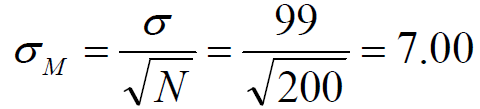 σ_M = σ / √N = 99 / √200 = 7.00